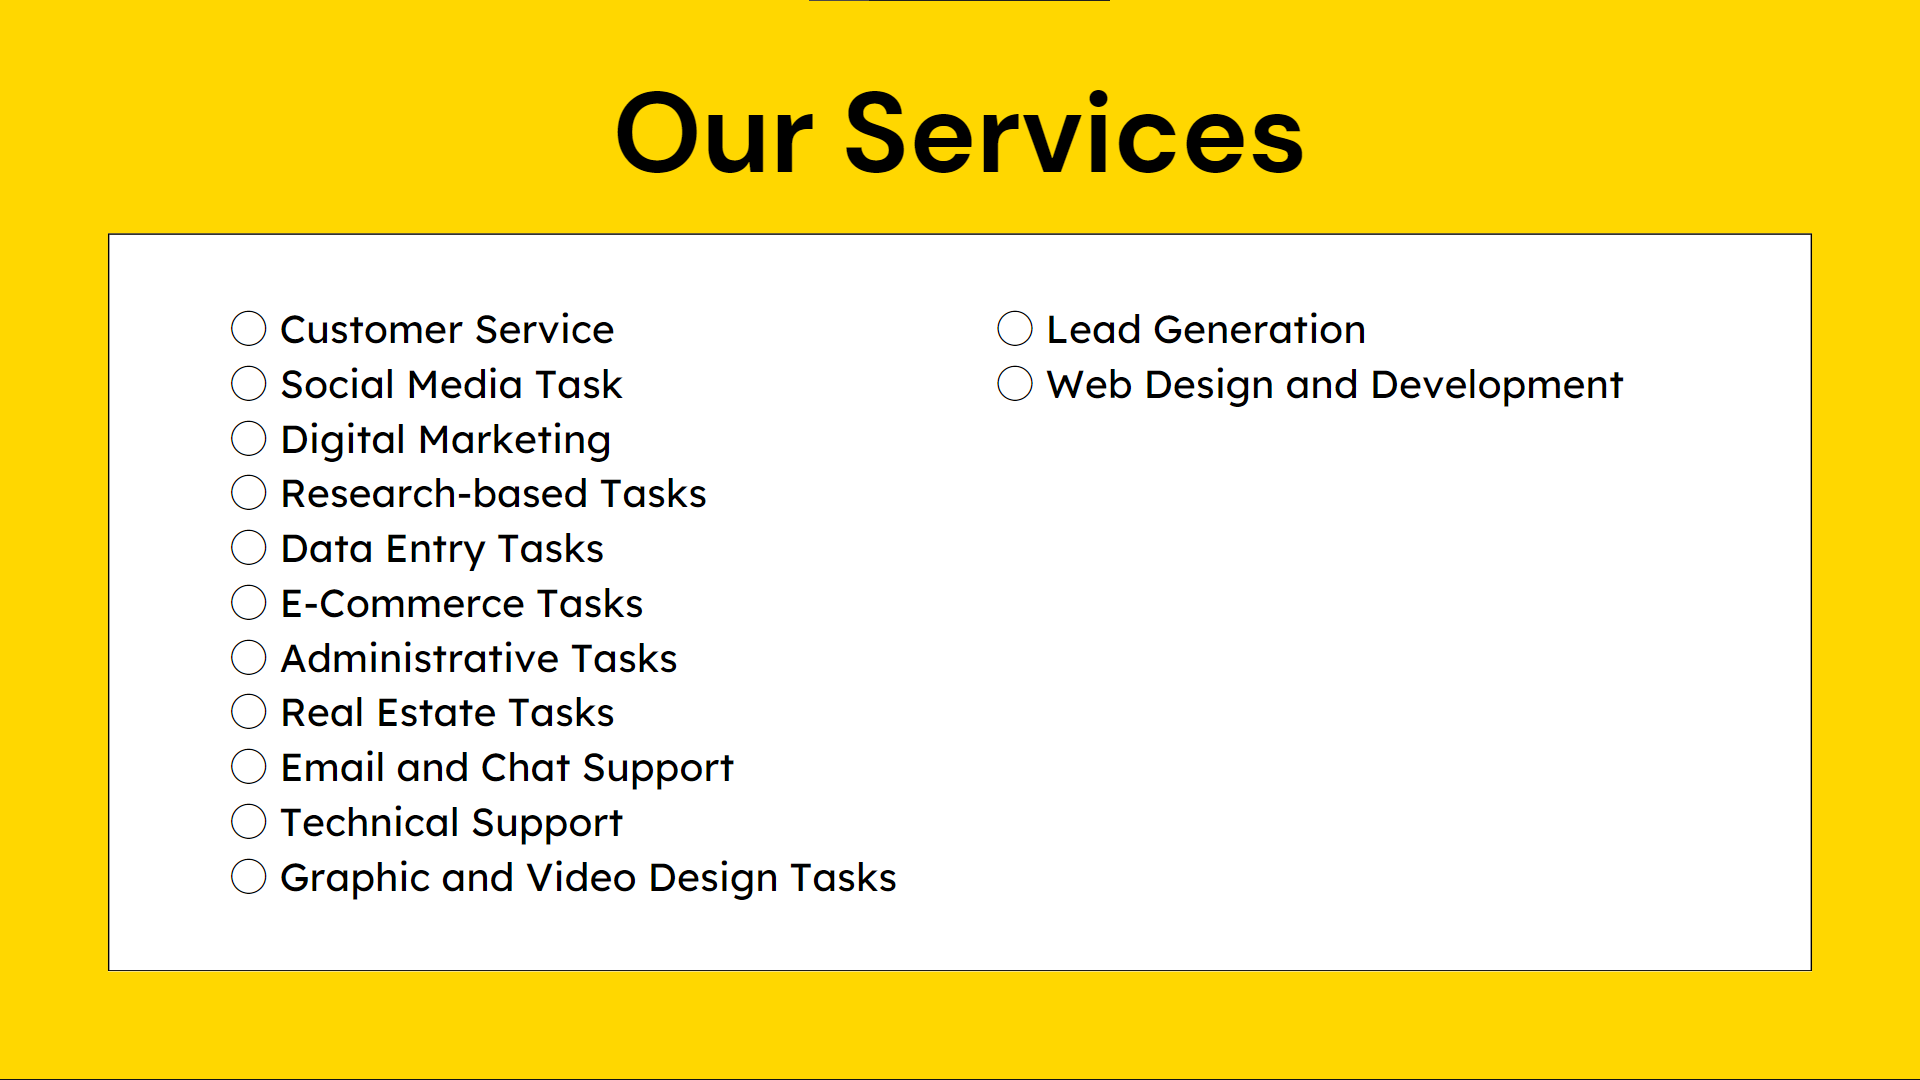 Our Services
Customer Service
Social Media Task
Digital Marketing
Research-based Tasks
Data Entry Tasks
E-Commerce Tasks
Administrative Tasks
Real Estate Tasks
Email and Chat Support
Technical Support
Graphic and Video Design Tasks
Lead Generation
Web Design and Development